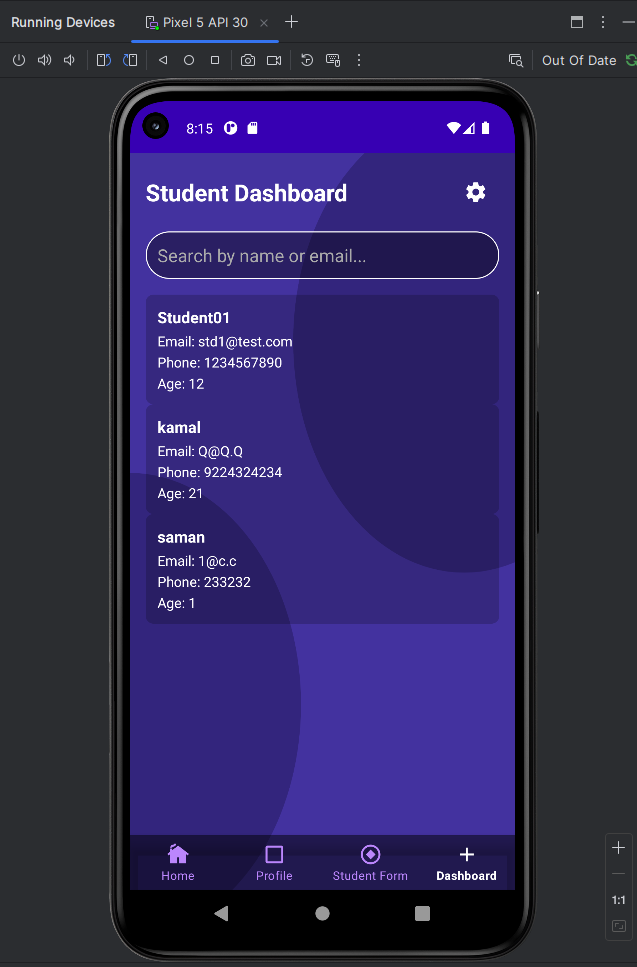 Running Devices
Pixel 5 API 30
Out Of Date
8:15
Student Dashboard
Search by name or email...
Student01
Email: std1@test.com
Phone: 1234567890
Age: 12
kamal
Email: Q@Q.Q
Phone: 9224324234
Age: 21
saman
Email: 1@c.c
Phone: 233232
Age: 1
Home
Profile
Student Form
Dashboard
1:1